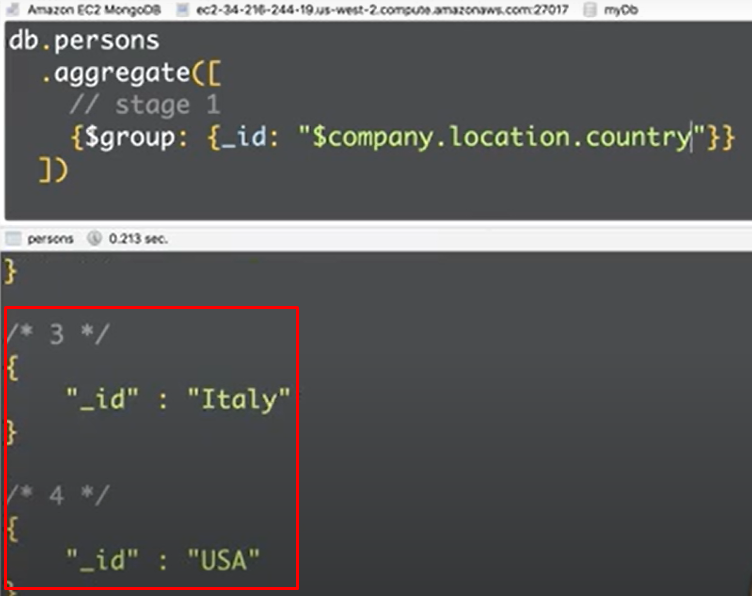 Amazon EC2 MongoDB ec2-34-216-244-19.us-west-2.compute.amazonaws.com:27017 myDb
db.persons
.aggregate([
// stage 1
{$group: {_id: "$company.location.country"}}
])
persons 0.213 sec.
}
/* 3 */
{
"_id" : "Italy"
}
/* 4 */
{
"_id" : "USA"
}